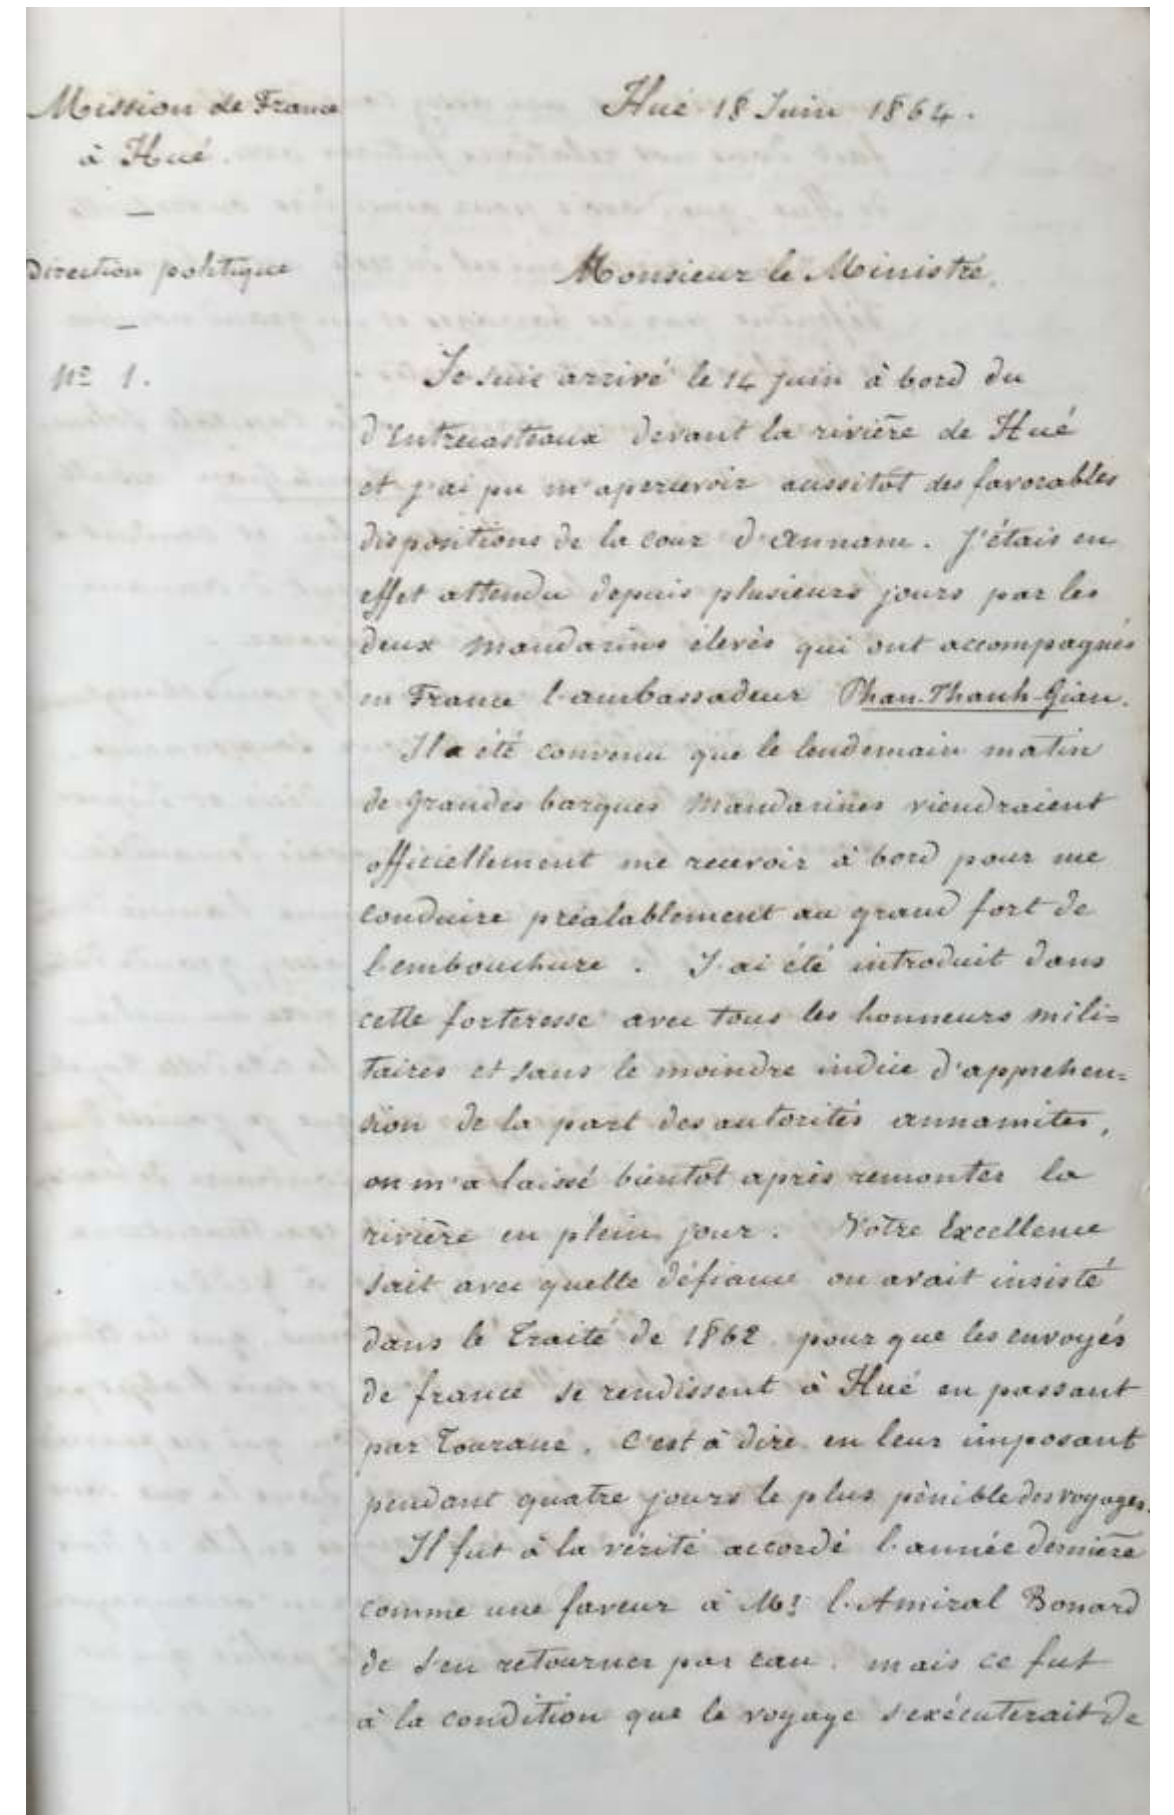 Mission de France
à Hué.
—
Direction politique
—
Nº 1.
Hué 18 Juin 1864.
Monsieur le Ministre,
Je suis arrivé le 14 juin à bord du
d'Entrecasteaux devant la rivière de Hué
et j'ai pu m'apercevoir aussitôt des favorables
dispositions de la cour d'Annam. J'étais en
effet attendu depuis plusieurs jours par les
deux mandarins élevés qui ont accompagnés
en France l'ambassadeur Phan-Thanh-Gian.
Il a été convenu que le lendemain matin
de grandes barques mandarines viendraient
officiellement me recevoir à bord pour me
conduire préalablement au grand fort de
l'embouchure. J'ai été introduit dans
cette forteresse avec tous les honneurs mili=
taires et sans le moindre indice d'appréhen=
sion de la part des autorités annamites,
on m'a laissé bientôt après remonter la
rivière en plein jour. Votre Excellence
sait avec quelle défiance on avait insisté
dans le Traité de 1862 pour que les envoyés
de france se rendissent à Hué en passant
par Tourane, c'est à dire en leur imposant
pendant quatre jours le plus pénible des voyages.
Il fut à la vérité accordé l'année dernière
comme une faveur à Mr l'Amiral Bonard
de s'en retourner par eau. mais ce fut
à la condition que le voyage s'exécuterait de